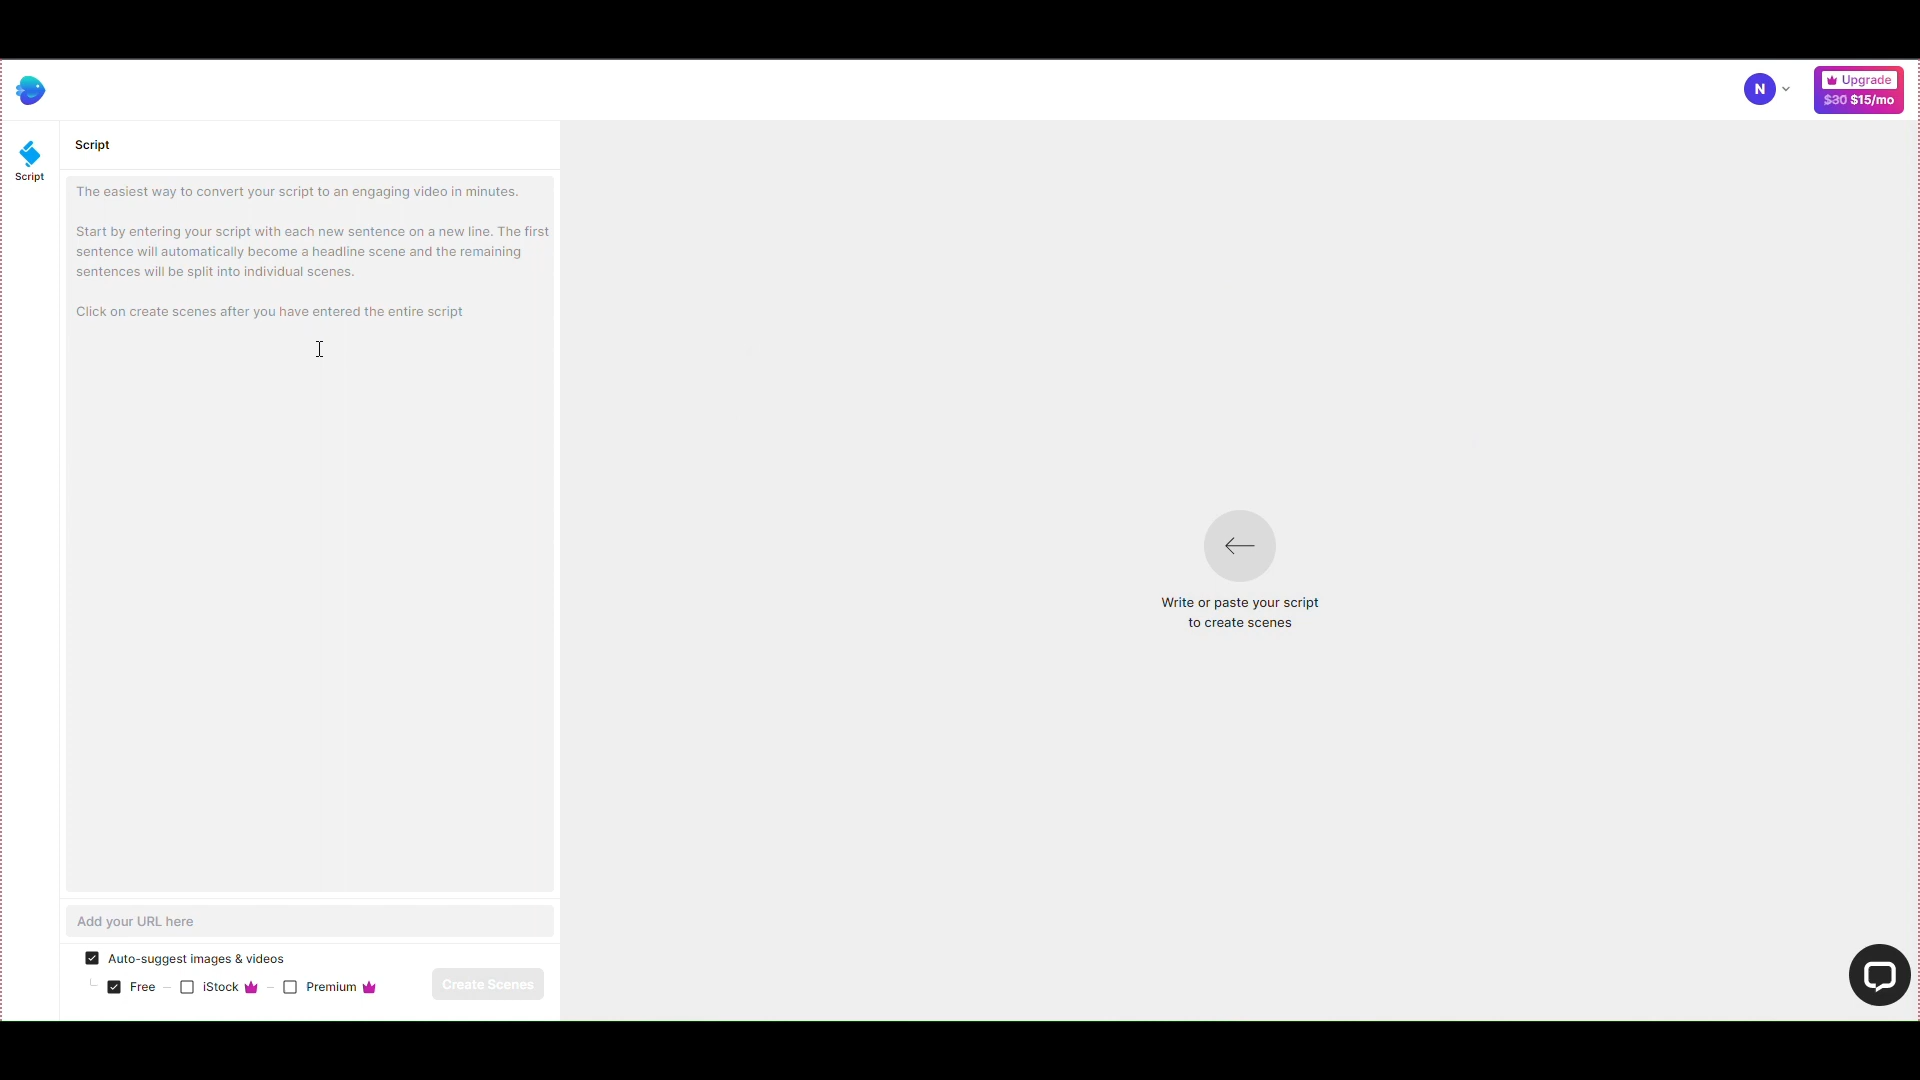 N
Upgrade
$30 $15/mo
Script
Script
The easiest way to convert your script to an engaging video in minutes.
Start by entering your script with each new sentence on a new line. The first
sentence will automatically become a headline scene and the remaining
sentences will be split into individual scenes.
Click on create scenes after you have entered the entire script
Write or paste your script
to create scenes
Add your URL here
Auto-suggest images & videos
Free
iStock
Premium
Create Scenes